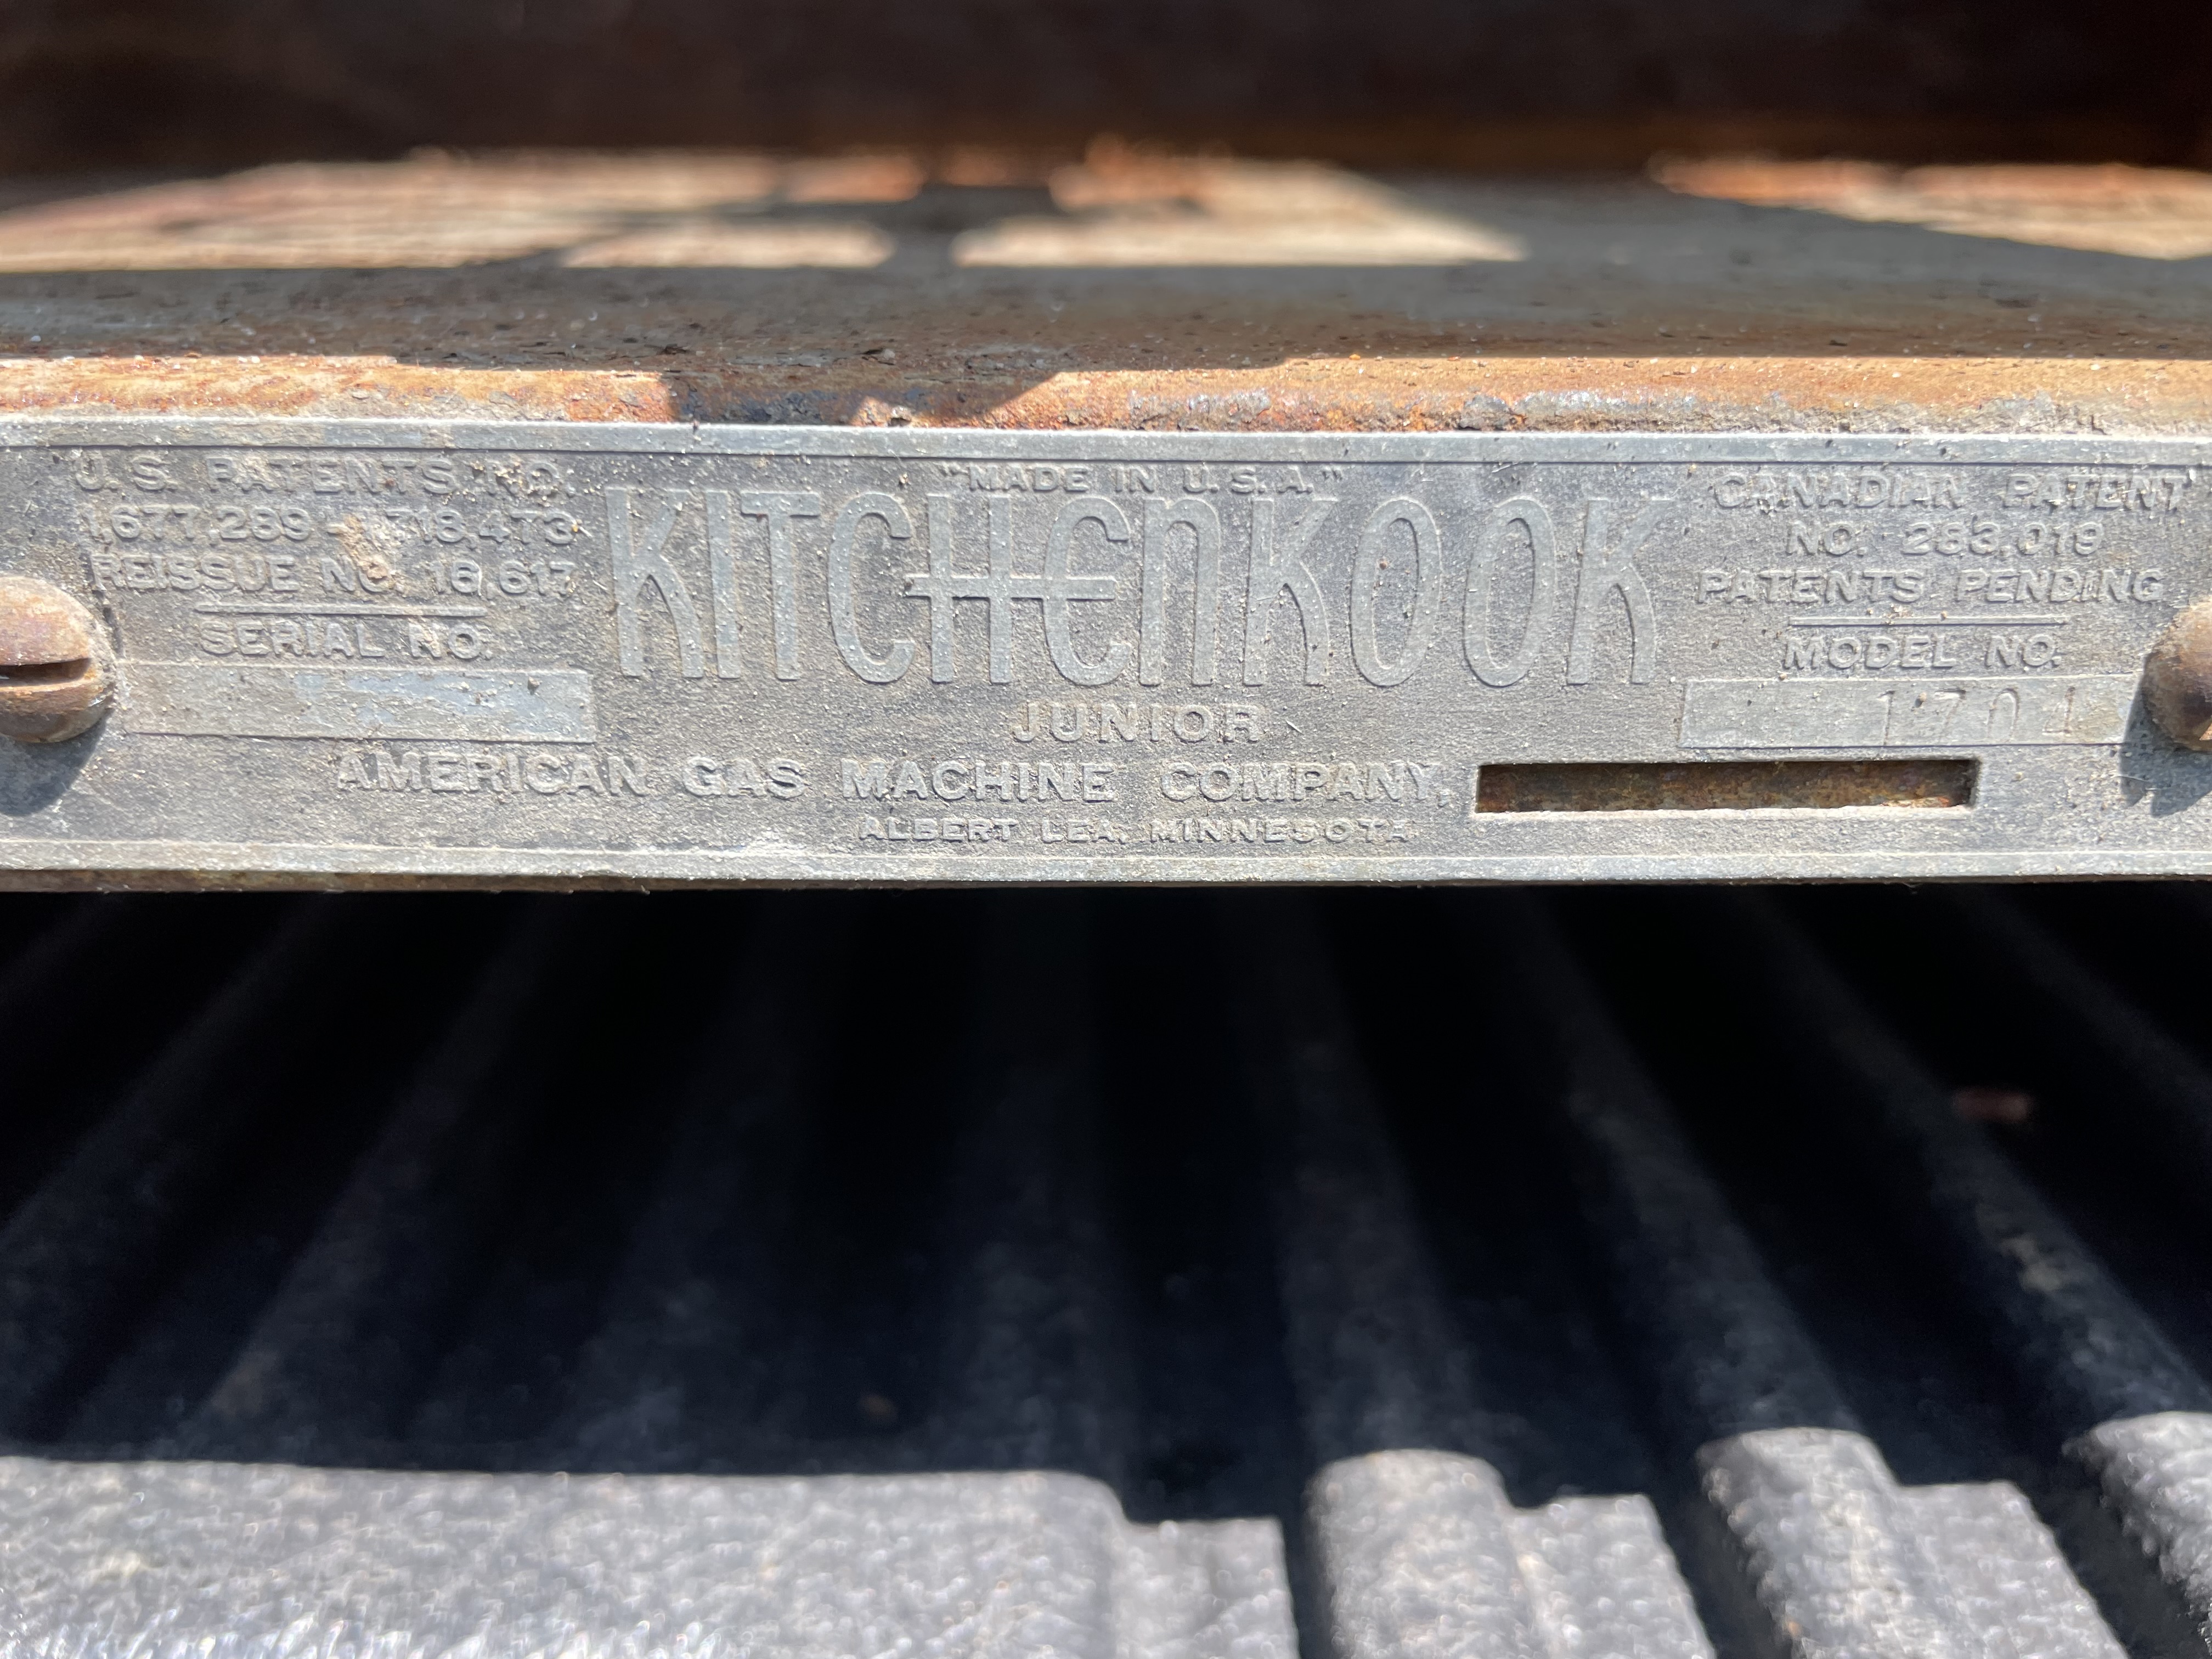 "MADE IN U.S.A."
U.S. PATENTS NO.
1,677,289 - 1,718,473
REISSUE NO. 16,617
SERIAL NO.
KITCHENKOOK
JUNIOR
AMERICAN GAS MACHINE COMPANY,
ALBERT LEA, MINNESOTA
CANADIAN PATENT
NO. 283,019
PATENTS PENDING
MODEL NO.
1704